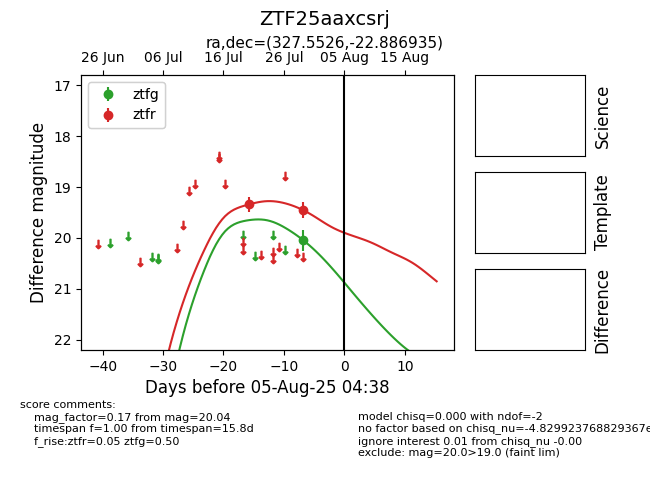 ZTF25aaxcsrj
ra,dec=(327.5526,-22.886935)
26 Jun 06 Jul 16 Jul 26 Jul 05 Aug 15 Aug
17
18
19
20
21
22
Difference magnitude
ztfg
ztfr
−40 −30 −20 −10 0 10
Days before 05-Aug-25 04:38
Science
Template
Difference
score comments:
mag_factor=0.17 from mag=20.04
timespan f=1.00 from timespan=15.8d
f_rise:ztfr=0.05 ztfg=0.50
model chisq=0.000 with ndof=-2
no factor based on chisq_nu=-4.829923768829367e
ignore interest 0.01 from chisq_nu -0.00
exclude: mag=20.0>19.0 (faint lim)